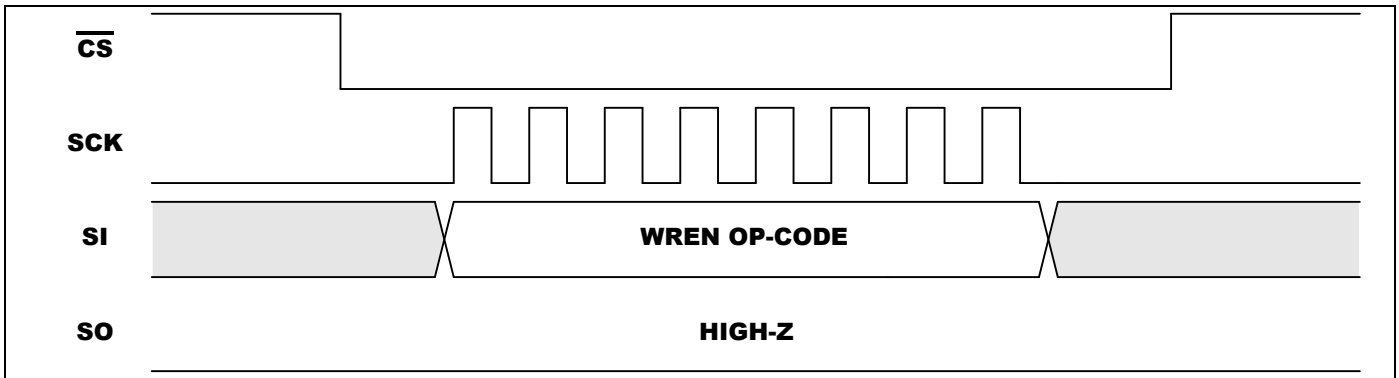 CS
SCK
SI
WREN OP-CODE
SO
HIGH-Z